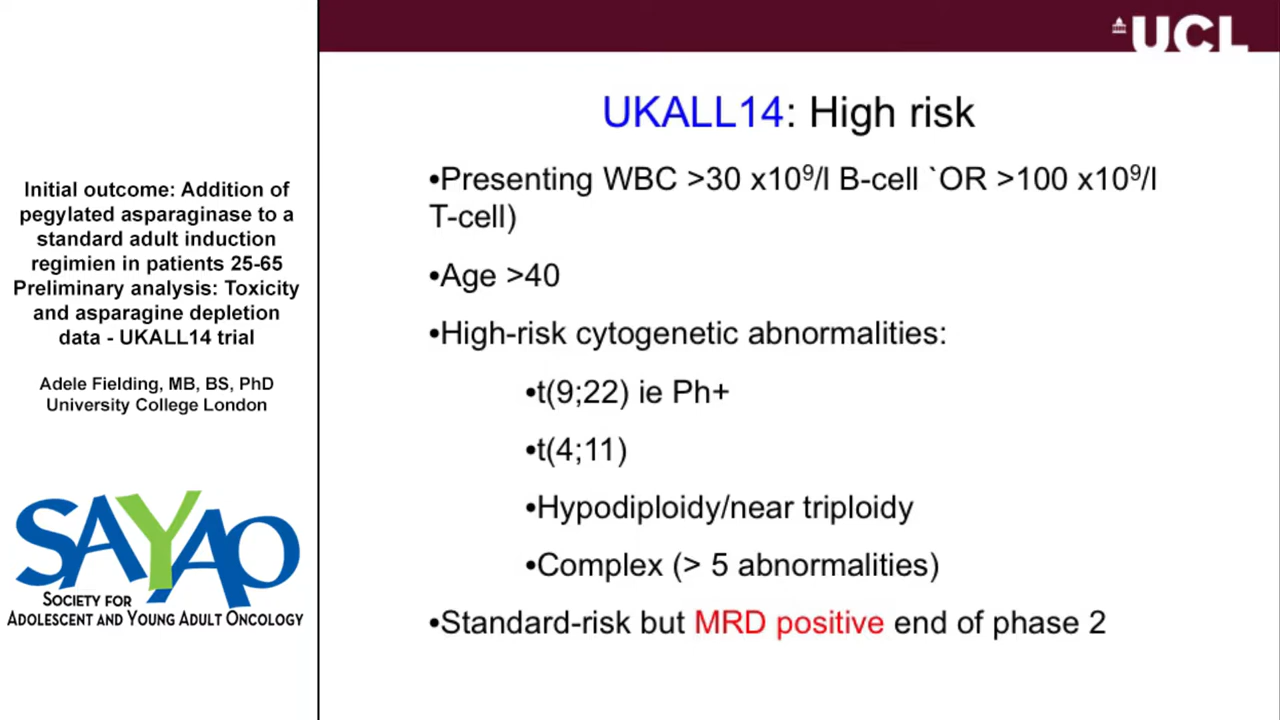 UCL
UKALL14: High risk
•Presenting WBC >30 x10⁹/l B-cell `OR >100 x10⁹/l
T-cell)
•Age >40
•High-risk cytogenetic abnormalities:
•t(9;22) ie Ph+
•t(4;11)
•Hypodiploidy/near triploidy
•Complex (> 5 abnormalities)
•Standard-risk but MRD positive end of phase 2
Initial outcome: Addition of
pegylated asparaginase to a
standard adult induction
regimien in patients 25-65
Preliminary analysis: Toxicity
and asparagine depletion
data - UKALL14 trial
Adele Fielding, MB, BS, PhD
University College London
SAYAO
SOCIETY FOR
ADOLESCENT AND YOUNG ADULT ONCOLOGY